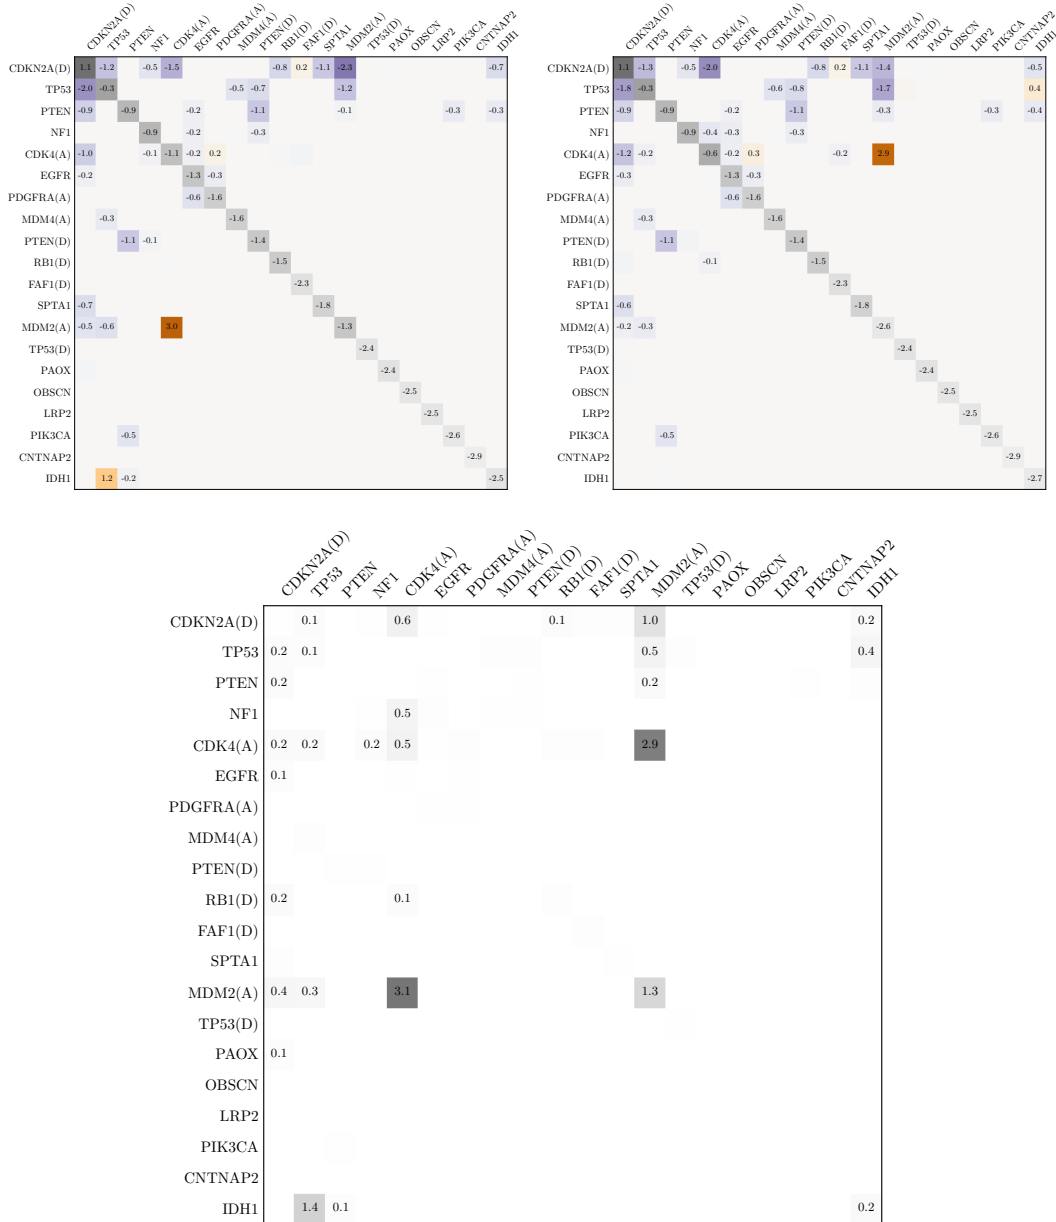 CDKN2A(D) TP53 PTEN NF1 CDK4(A) EGFR PDGFRA(A) MDM4(A) PTEN(D) RB1(D) FAF1(D) SPTA1 MDM2(A) TP53(D) PAOX OBSCN LRP2 PIK3CA CNTNAP2 IDH1
CDKN2A(D) 1.1 -1.2 -0.5 -1.5 -0.8 0.2 -1.1 -2.3 -0.7
TP53 -2.0 -0.3 -0.5 -0.7 -1.2
PTEN -0.9 -0.9 -0.2 -1.1 -0.1 -0.3 -0.3
NF1 -0.9 -0.2 -0.3
CDK4(A) -1.0 -0.1 -1.1 -0.2 0.2
EGFR -0.2 -1.3 -0.3
PDGFRA(A) -0.6 -1.6
MDM4(A) -0.3 -1.6
PTEN(D) -1.1 -0.1 -1.4
RB1(D) -1.5
FAF1(D) -2.3
SPTA1 -0.7 -1.8
MDM2(A) -0.5 -0.6 3.0 -1.3
TP53(D) -2.4
PAOX -2.4
OBSCN -2.5
LRP2 -2.5
PIK3CA -0.5 -2.6
CNTNAP2 -2.9
IDH1 1.2 -0.2 -2.5
CDKN2A(D) TP53 PTEN NF1 CDK4(A) EGFR PDGFRA(A) MDM4(A) PTEN(D) RB1(D) FAF1(D) SPTA1 MDM2(A) TP53(D) PAOX OBSCN LRP2 PIK3CA CNTNAP2 IDH1
CDKN2A(D) 1.1 -1.3 -0.5 -2.0 -0.8 0.2 -1.1 -1.4 -0.5
TP53 -1.8 -0.3 -0.6 -0.8 -1.7 0.4
PTEN -0.9 -0.9 -0.2 -1.1 -0.3 -0.3 -0.4
NF1 -0.9 -0.4 -0.3 -0.3
CDK4(A) -1.2 -0.2 -0.6 -0.2 0.3 -0.2 2.9
EGFR -0.3 -1.3 -0.3
PDGFRA(A) -0.6 -1.6
MDM4(A) -0.3 -1.6
PTEN(D) -1.1 -1.4
RB1(D) -0.1 -1.5
FAF1(D) -2.3
SPTA1 -0.6 -1.8
MDM2(A) -0.2 -0.3 -2.6
TP53(D) -2.4
PAOX -2.4
OBSCN -2.5
LRP2 -2.5
PIK3CA -0.5 -2.6
CNTNAP2 -2.9
IDH1 -2.7
CDKN2A(D) TP53 PTEN NF1 CDK4(A) EGFR PDGFRA(A) MDM4(A) PTEN(D) RB1(D) FAF1(D) SPTA1 MDM2(A) TP53(D) PAOX OBSCN LRP2 PIK3CA CNTNAP2 IDH1
CDKN2A(D) 0.1 0.6 0.1 1.0 0.2
TP53 0.2 0.1 0.5 0.4
PTEN 0.2 0.2
NF1 0.5
CDK4(A) 0.2 0.2 0.2 0.5 2.9
EGFR 0.1
PDGFRA(A)
MDM4(A)
PTEN(D)
RB1(D) 0.2 0.1
FAF1(D)
SPTA1
MDM2(A) 0.4 0.3 3.1 1.3
TP53(D)
PAOX 0.1
OBSCN
LRP2
PIK3CA
CNTNAP2
IDH1 1.4 0.1 0.2